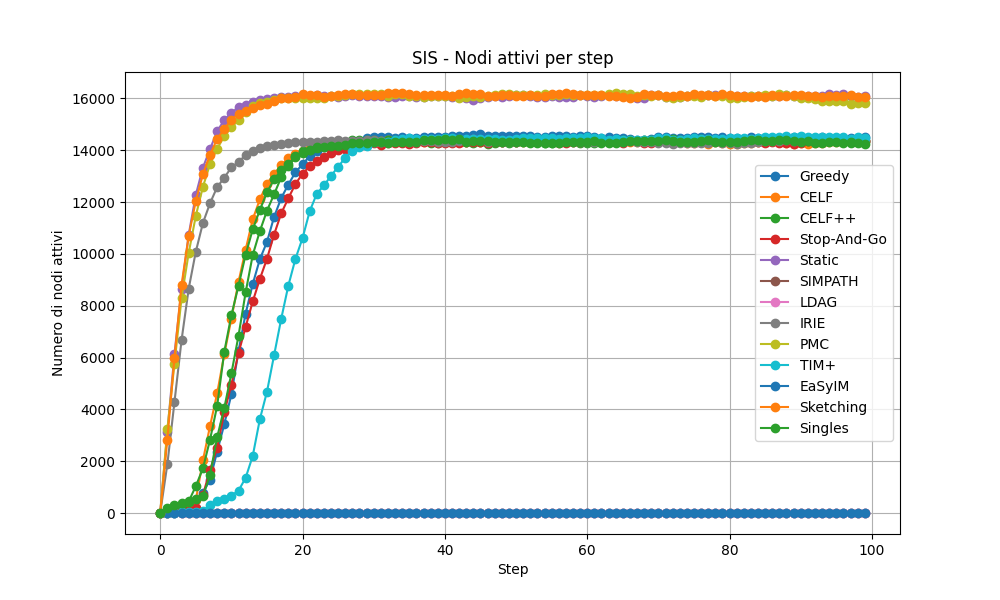 SIS - Nodi attivi per step
Numero di nodi attivi
16000
14000
12000
10000
8000
6000
4000
2000
0
0 20 40 60 80 100
Step
Greedy
CELF
CELF++
Stop-And-Go
Static
SIMPATH
LDAG
IRIE
PMC
TIM+
EaSyIM
Sketching
Singles